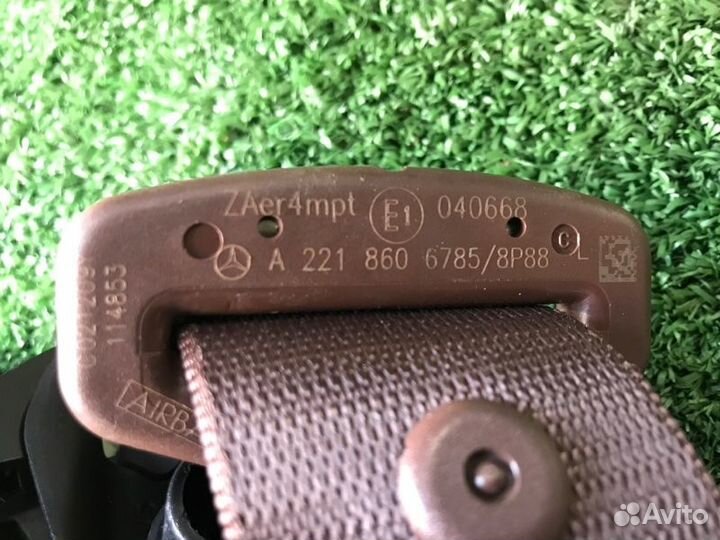 ZAer4mpt E1 040668
A 221 860 6785/8P88 C L
114853
Avito